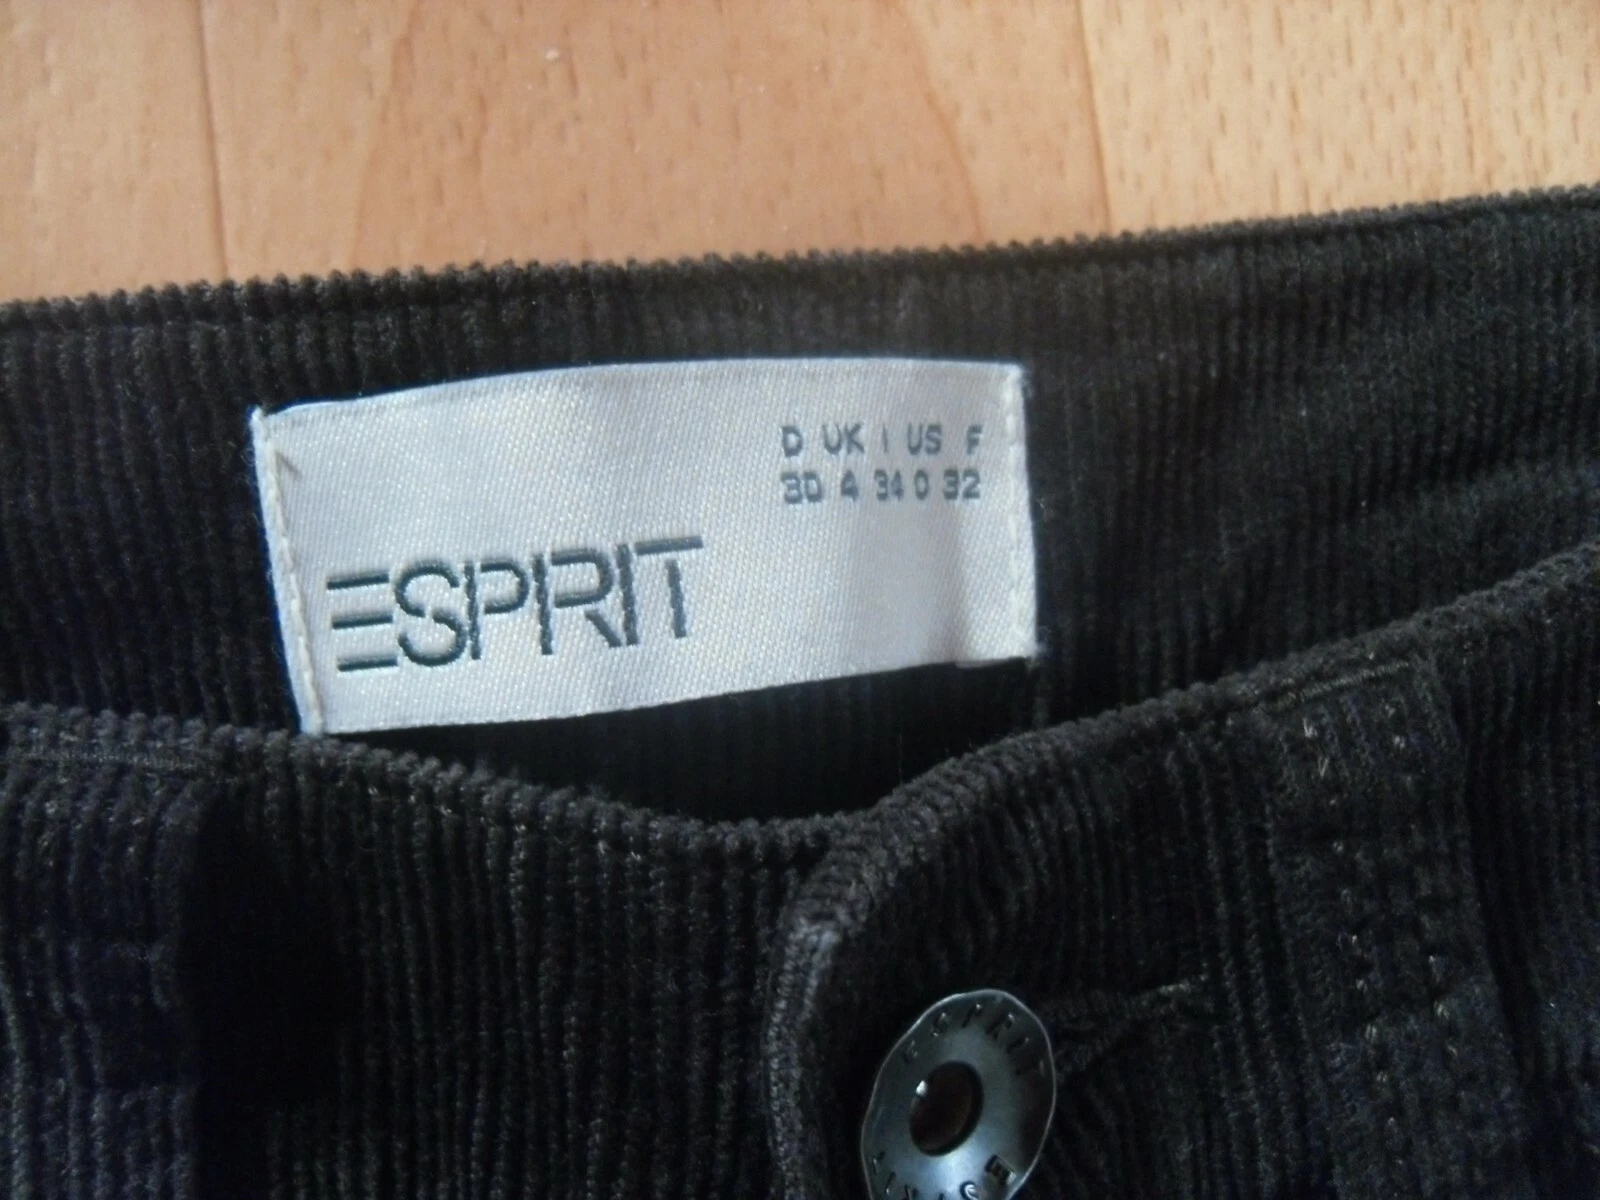 D UK I US F
30 4 34 0 32
ESPRIT
ESPRIT